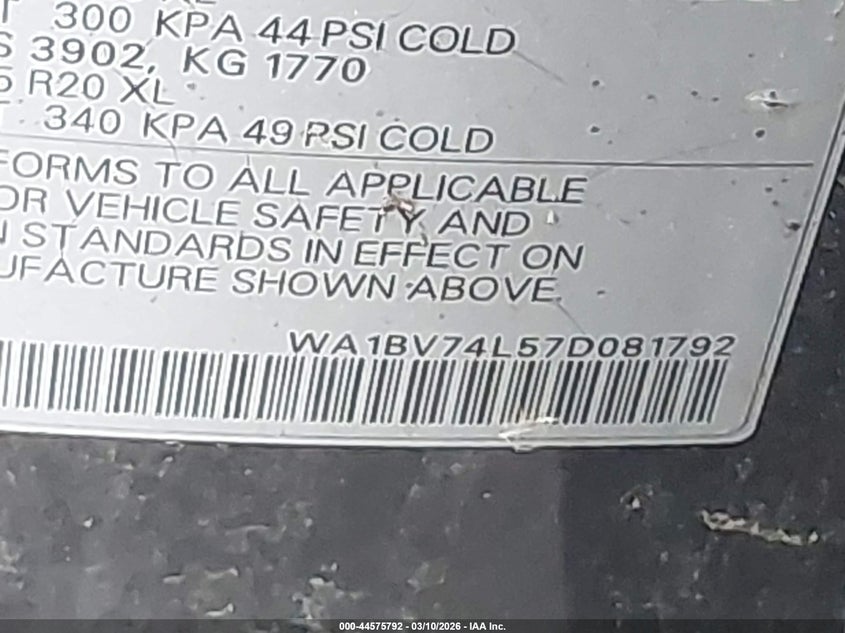 300 KPA 44 PSI COLD
S 3902, KG 1770
R20 XL
340 KPA 49 PSI COLD
FORMS TO ALL APPLICABLE
OR VEHICLE SAFETY AND
STANDARDS IN EFFECT ON
UFACTURE SHOWN ABOVE.
WA1BV74L57D081792
000-44575792 - 03/10/2026 - IAA Inc.